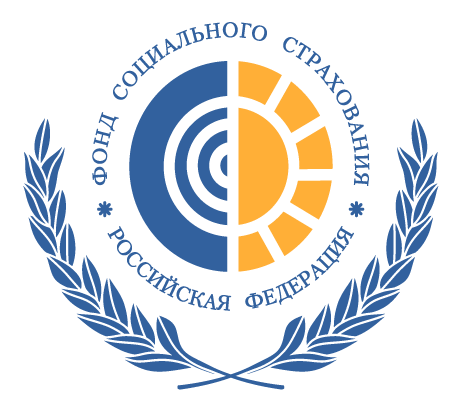 ФОНД СОЦИАЛЬНОГО СТРАХОВАНИЯ
РОССИЙСКАЯ ФЕДЕРАЦИЯ